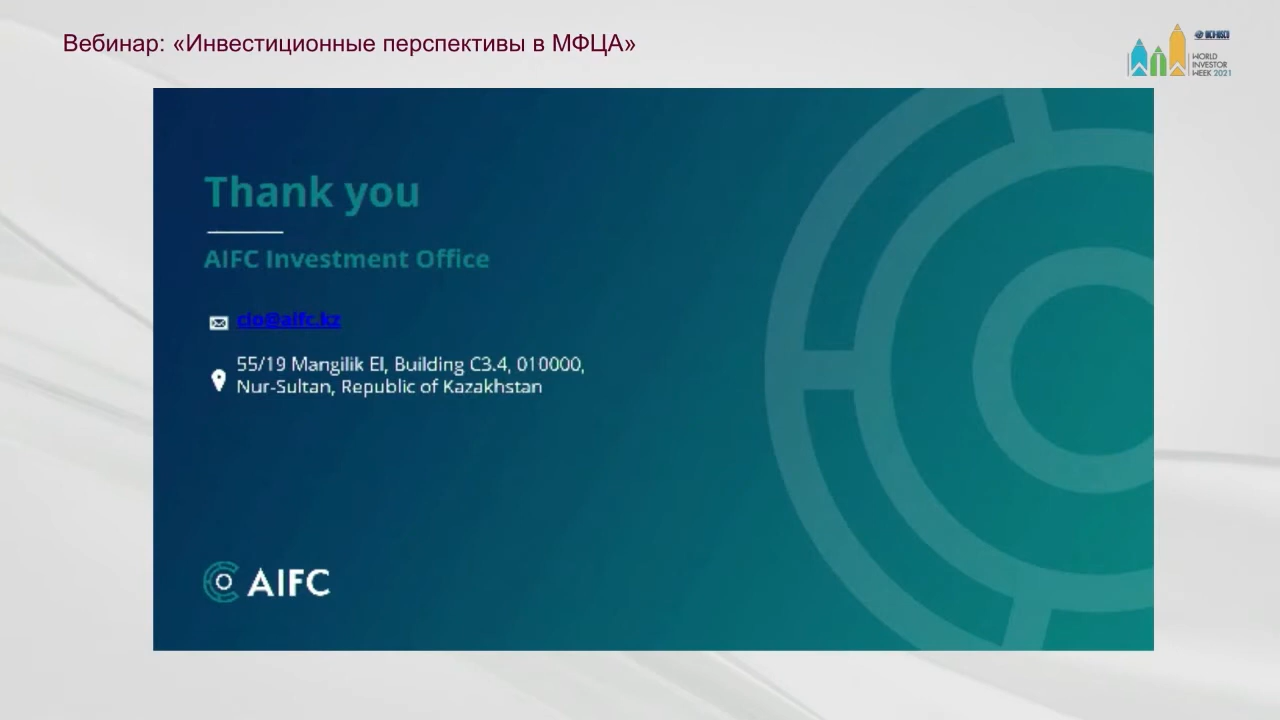 Вебинар: «Инвестиционные перспективы в МФЦА»
WORLD
INVESTOR
WEEK 2021
Thank you
AIFC Investment Office
cio@aifc.kz
55/19 Mangilik El, Building C3.4, 010000,
Nur-Sultan, Republic of Kazakhstan
AIFC